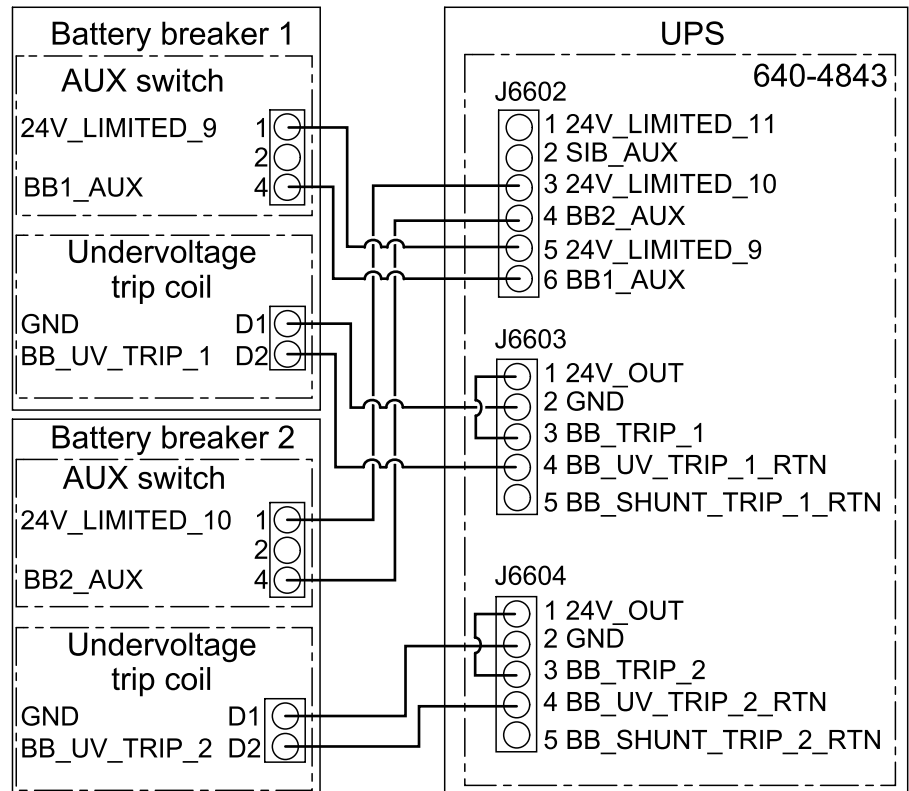 Battery breaker 1
AUX switch
24V_LIMITED_9 1
2
BB1_AUX 4
Undervoltage
trip coil
GND D1
BB_UV_TRIP_1 D2
Battery breaker 2
AUX switch
24V_LIMITED_10 1
2
BB2_AUX 4
Undervoltage
trip coil
GND D1
BB_UV_TRIP_2 D2
UPS
640-4843
J6602
1 24V_LIMITED_11
2 SIB_AUX
3 24V_LIMITED_10
4 BB2_AUX
5 24V_LIMITED_9
6 BB1_AUX
J6603
1 24V_OUT
2 GND
3 BB_TRIP_1
4 BB_UV_TRIP_1_RTN
5 BB_SHUNT_TRIP_1_RTN
J6604
1 24V_OUT
2 GND
3 BB_TRIP_2
4 BB_UV_TRIP_2_RTN
5 BB_SHUNT_TRIP_2_RTN